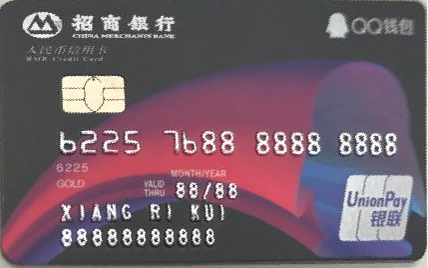 招商银行 QQ钱包
CHINA MERCHANTS BANK
人民币信用卡
RMB Credit Card
6225 7688 8888 8888
6225
MONTH/YEAR
GOLD VALID THRU 88/88
XIANG RI KUI
88888888888
UnionPay
银联